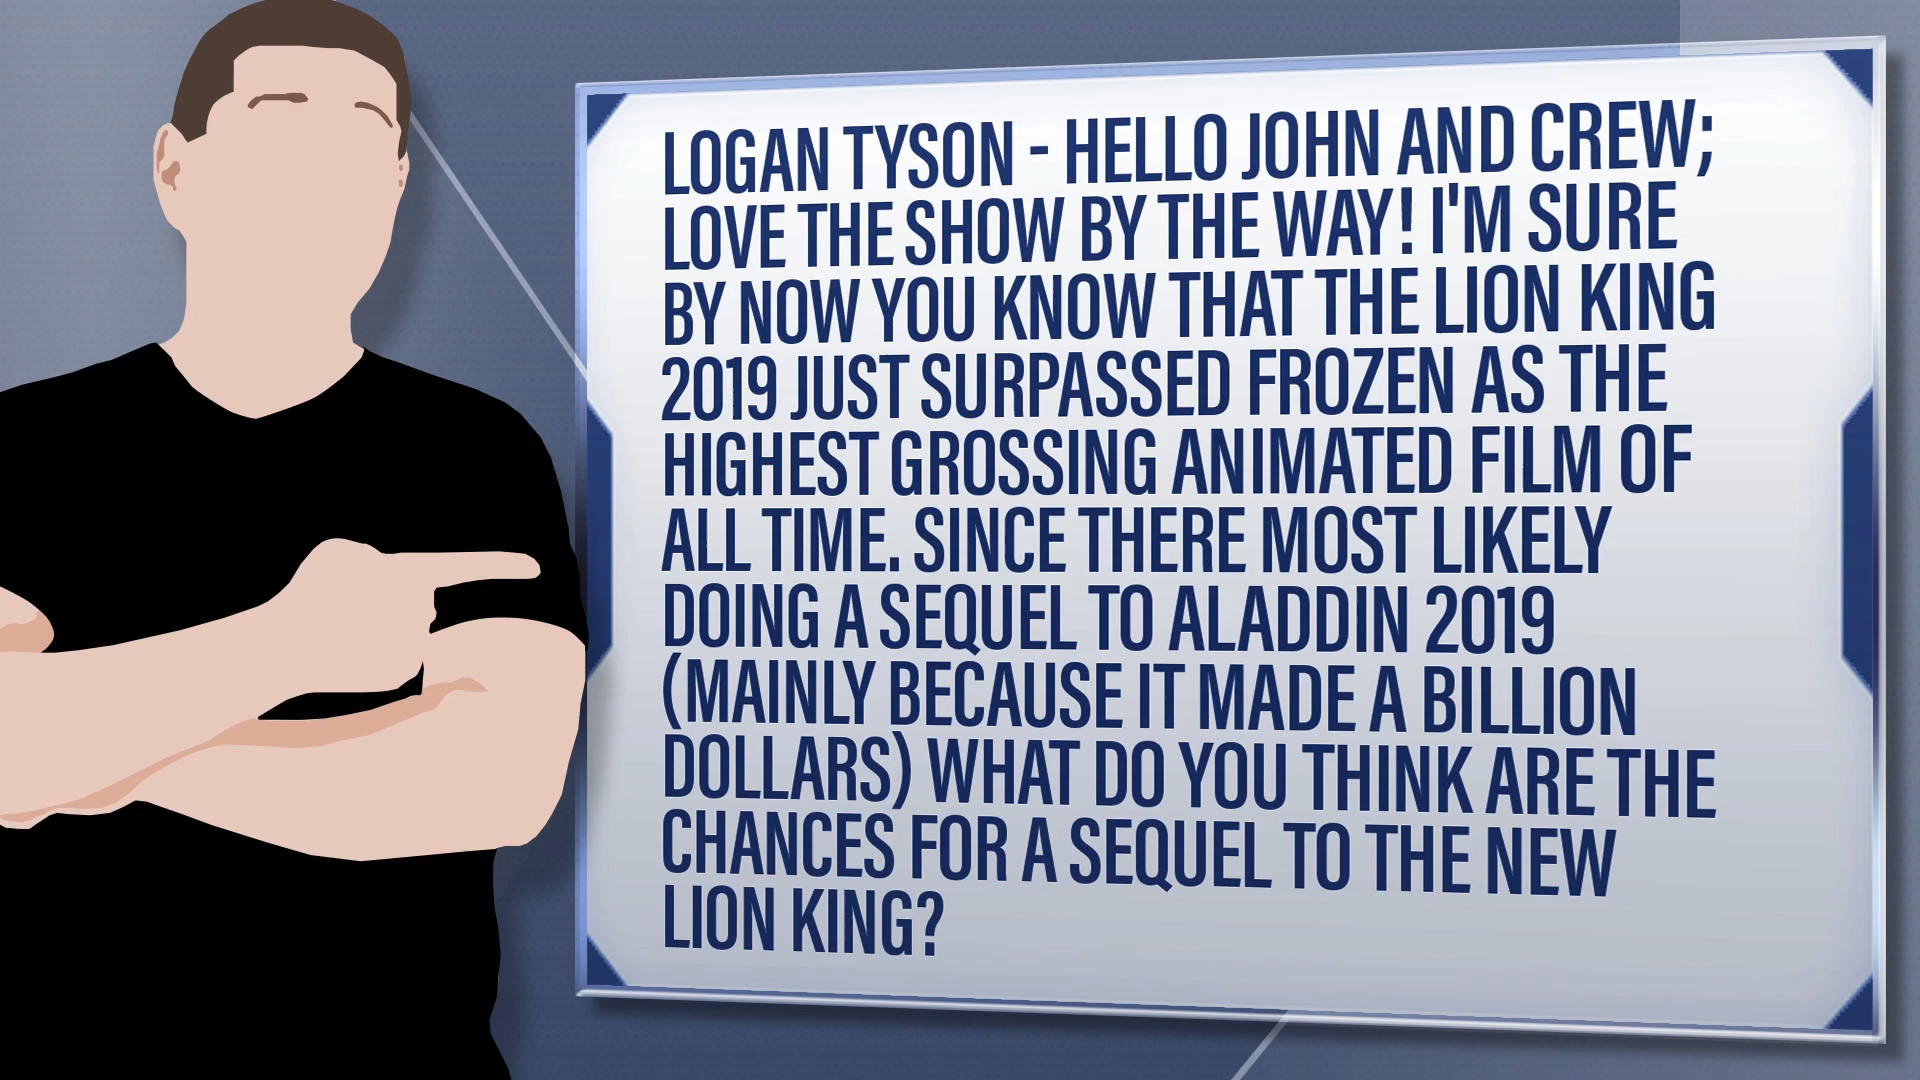 LOGAN TYSON - HELLO JOHN AND CREW;
LOVE THE SHOW BY THE WAY! I'M SURE
BY NOW YOU KNOW THAT THE LION KING
2019 JUST SURPASSED FROZEN AS THE
HIGHEST GROSSING ANIMATED FILM OF
ALL TIME. SINCE THERE MOST LIKELY
DOING A SEQUEL TO ALADDIN 2019
(MAINLY BECAUSE IT MADE A BILLION
DOLLARS) WHAT DO YOU THINK ARE THE
CHANCES FOR A SEQUEL TO THE NEW
LION KING?